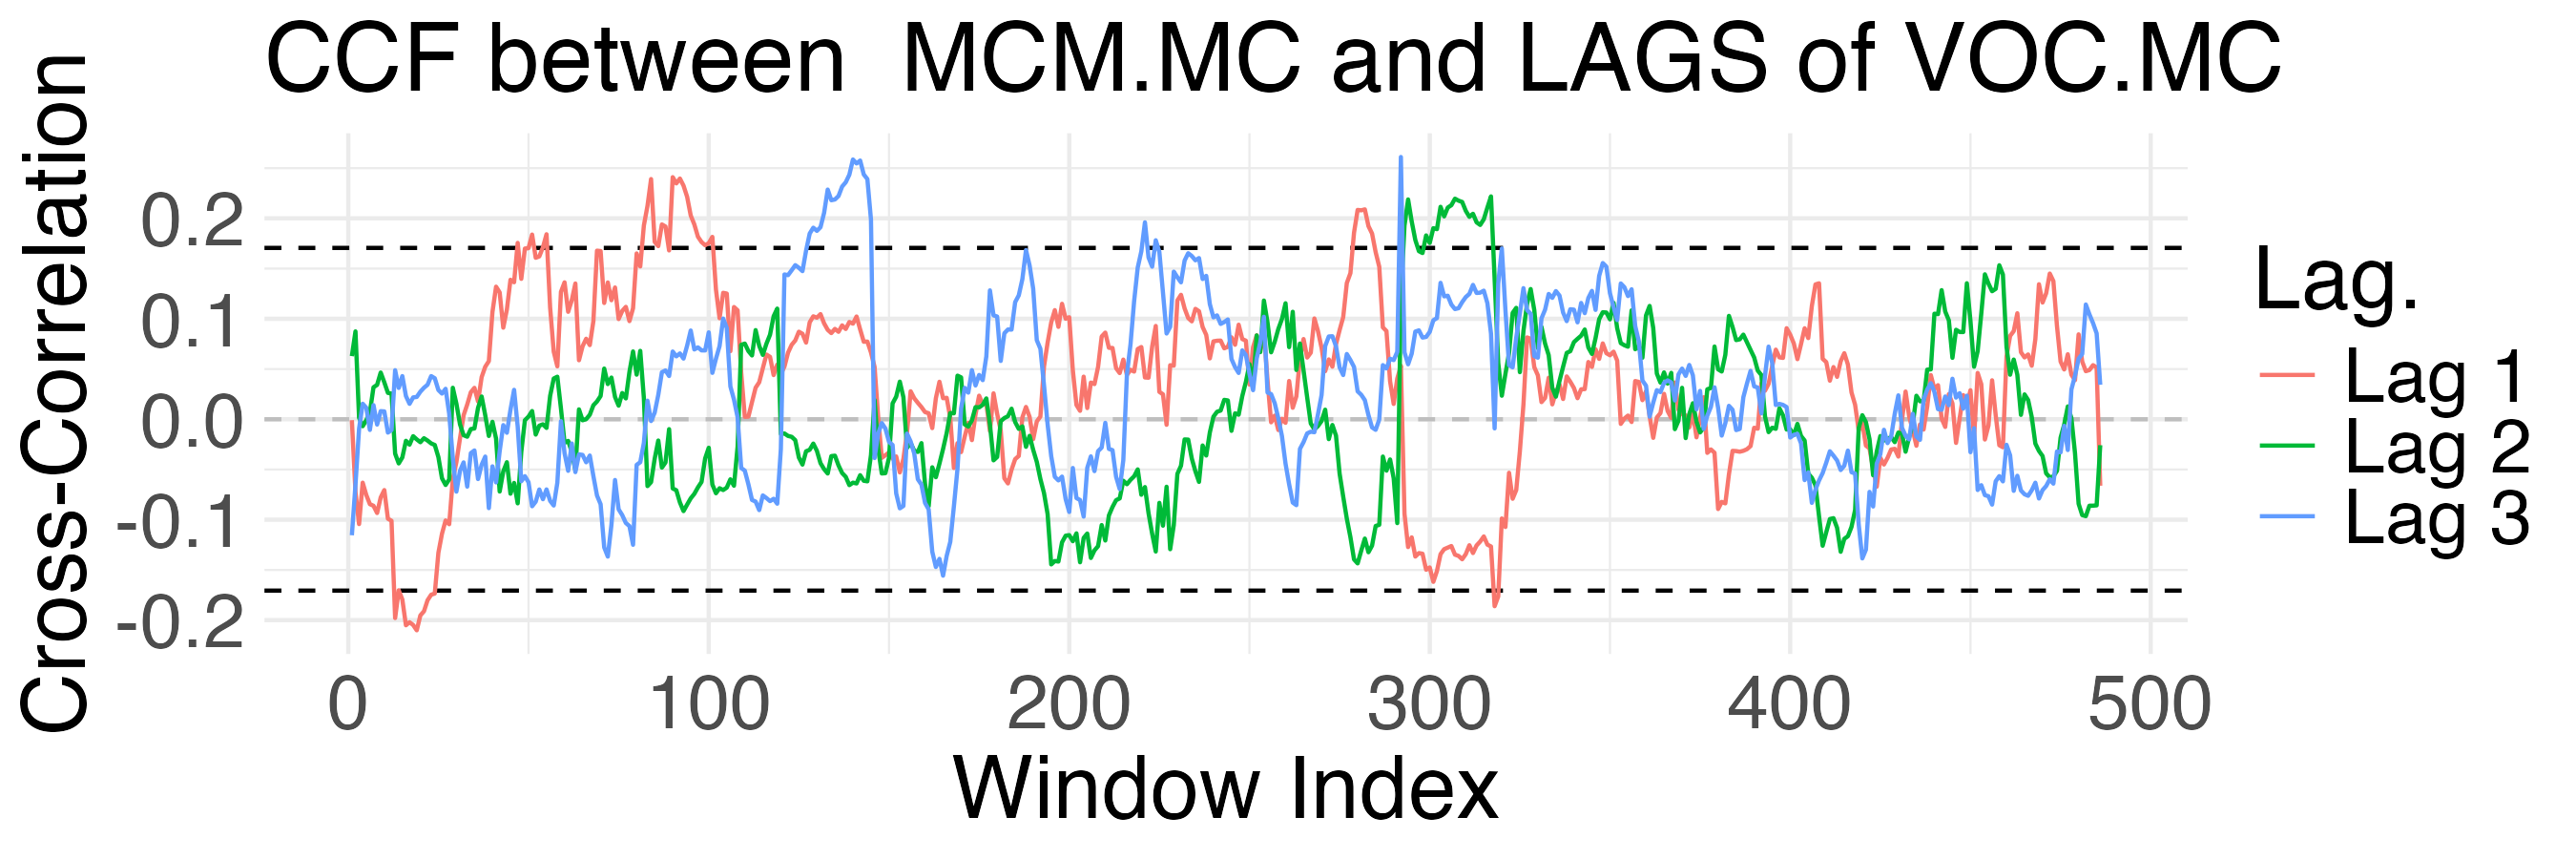 CCF between  MCM.MC and LAGS of VOC.MC
Cross-Correlation
0.2
0.1
0.0
-0.1
-0.2
0 100 200 300 400 500
Window Index
Lag.
Lag 1
Lag 2
Lag 3